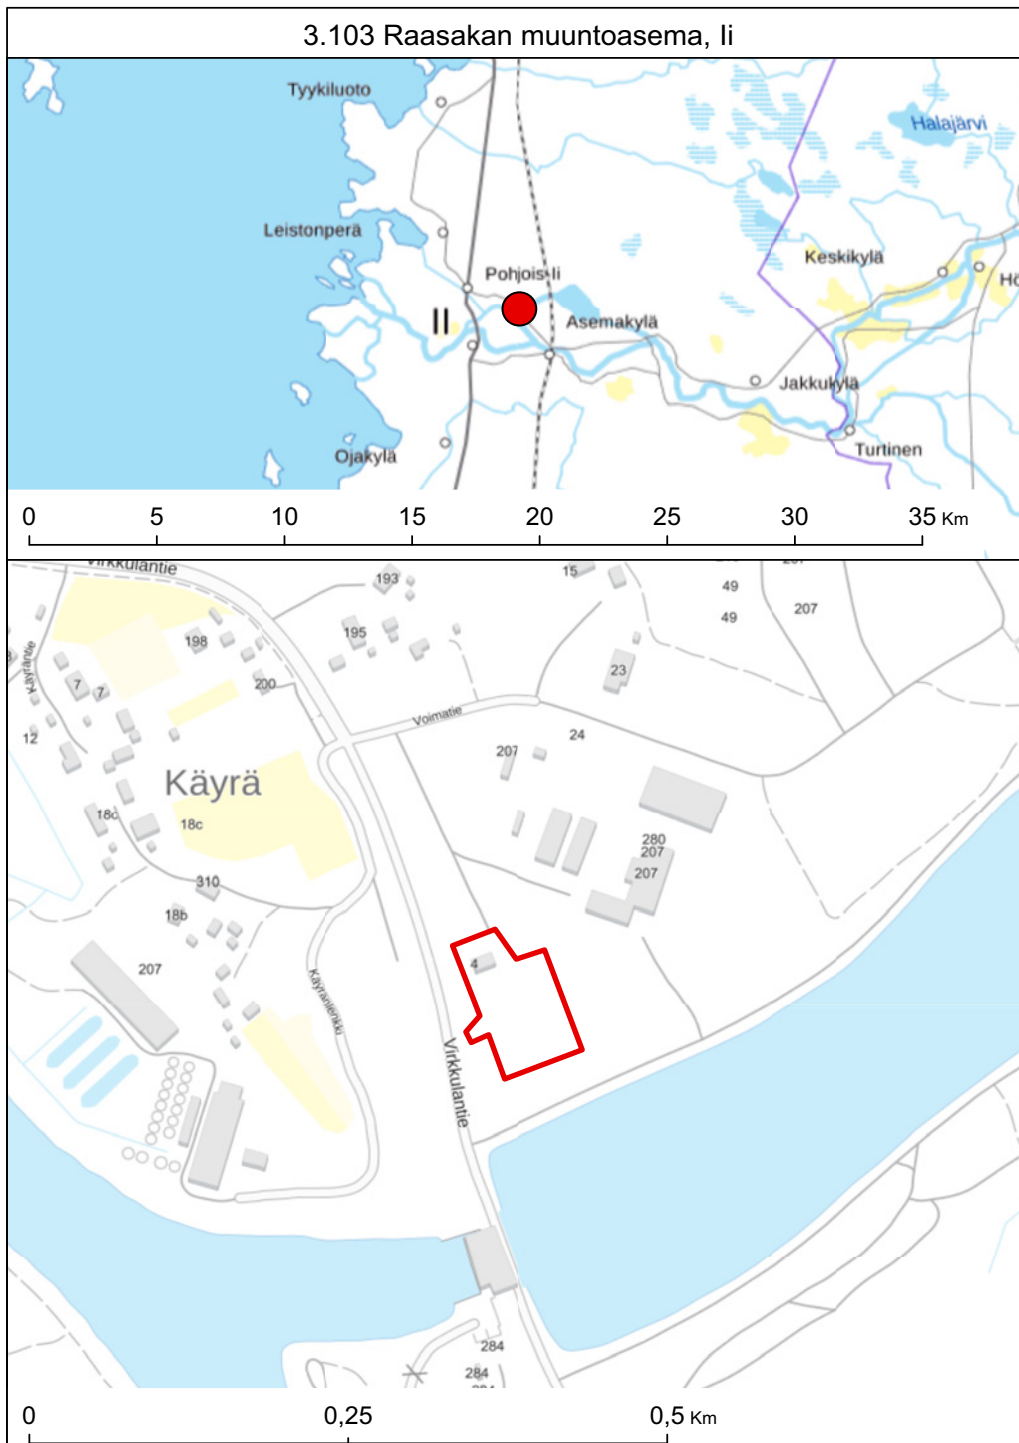 3.103 Raasakan muuntoasema, Ii
Tyykiluoto
Halajärvi
Leistonperä
Keskikylä
Pohjois-Ii
Hö
II
Asemakylä
Jakkukylä
Ojakylä
Turtinen
0 5 10 15 20 25 30 35 Km
Virkkulantie
193
15
49
207
49
195
198
Käyräntie
23
7
7
200
Voimatie
12
24
207
Käyrä
18c
18c
280
207
207
310
18b
4
207
Käyränlenkki
Virkkulantie
284
284
0 0,25 0,5 Km